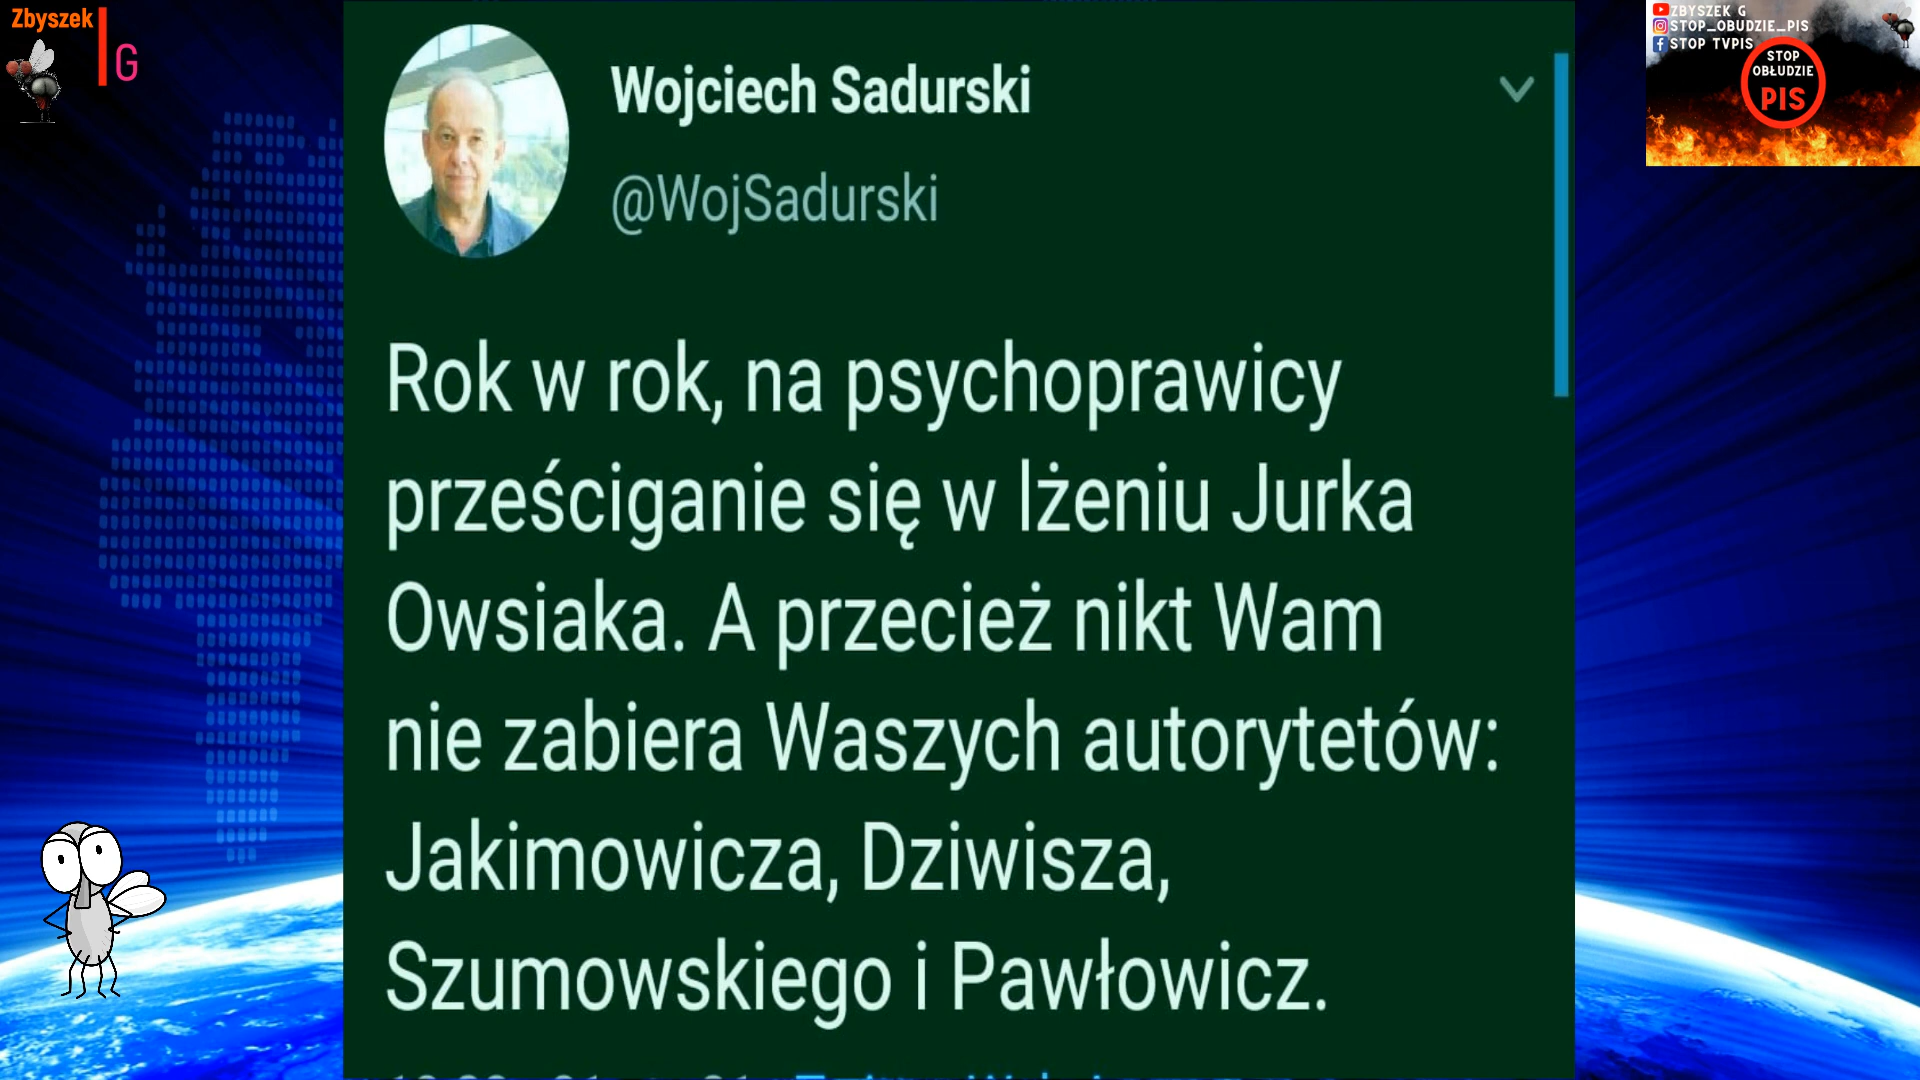 Zbyszek
G
ZBYSZEK G
STOP_OBUDZIE_PIS
STOP TVPIS
STOP
OBŁUDZIE
PIS
Wojciech Sadurski
@WojSadurski
Rok w rok, na psychoprawicy
prześciganie się w lżeniu Jurka
Owsiaka. A przecież nikt Wam
nie zabiera Waszych autorytetów:
Jakimowicza, Dziwisza,
Szumowskiego i Pawłowicz.